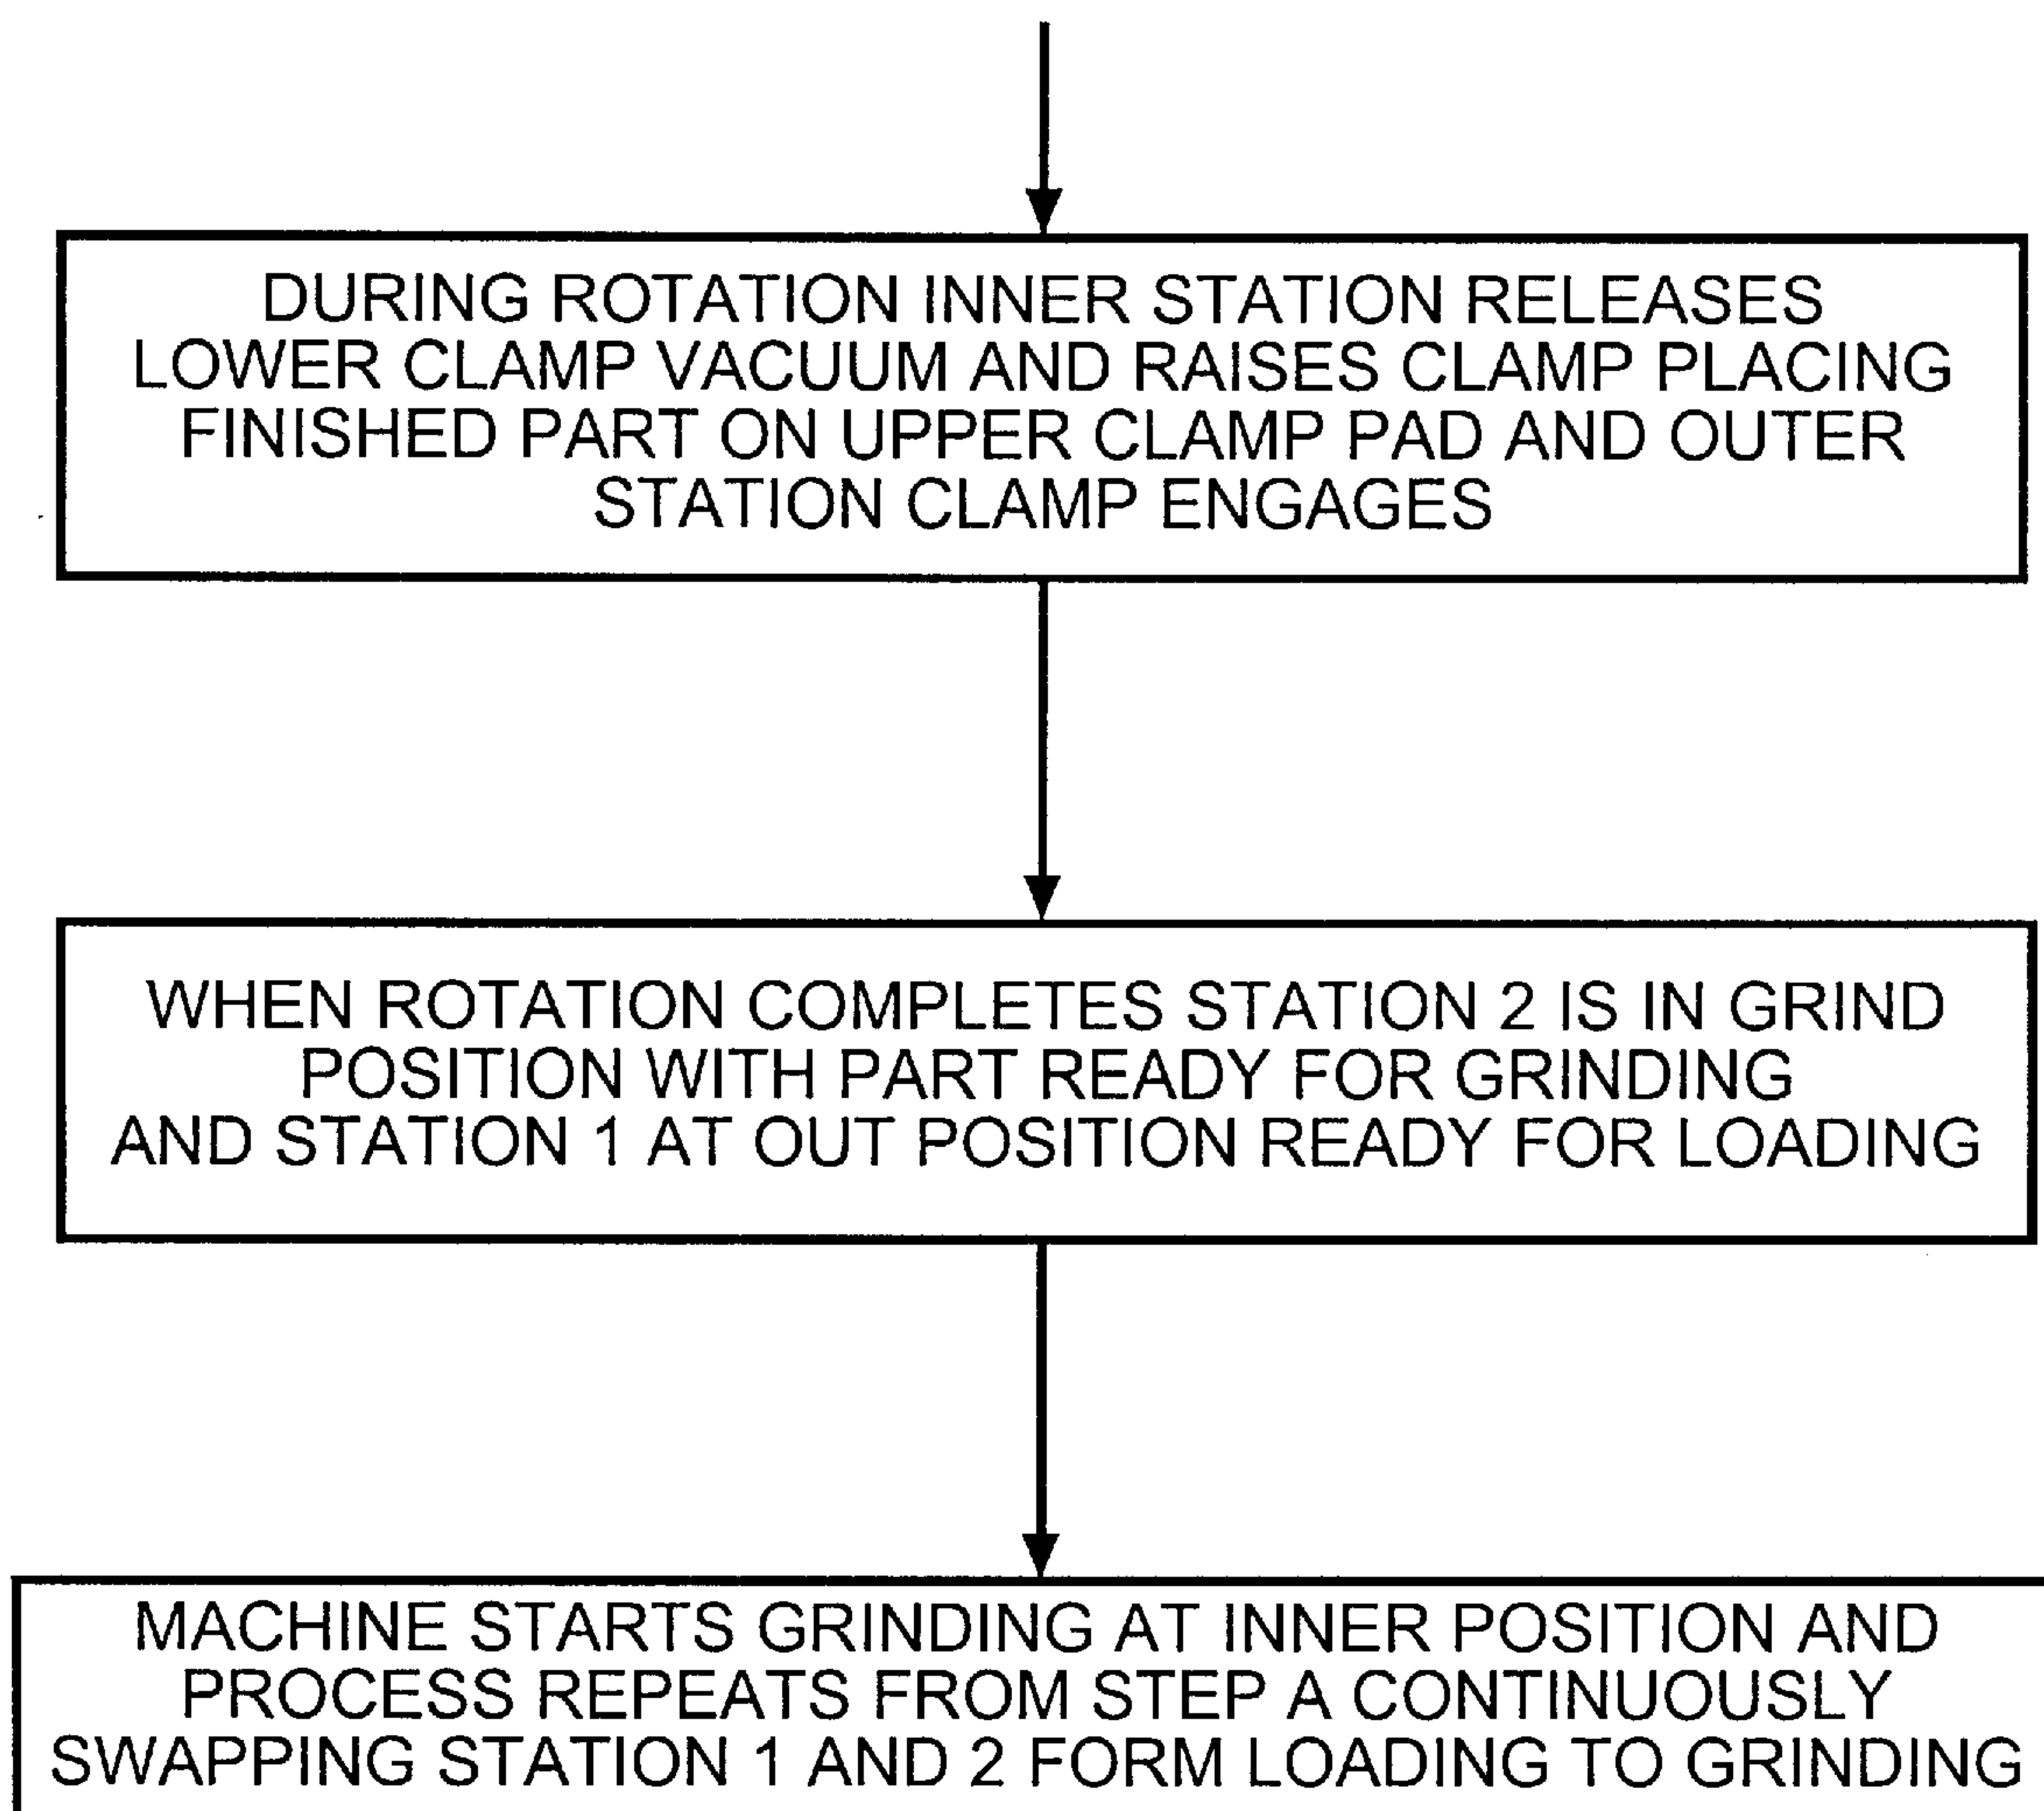 DURING ROTATION INNER STATION RELEASES
LOWER CLAMP VACUUM AND RAISES CLAMP PLACING
FINISHED PART ON UPPER CLAMP PAD AND OUTER
STATION CLAMP ENGAGES
WHEN ROTATION COMPLETES STATION 2 IS IN GRIND
POSITION WITH PART READY FOR GRINDING
AND STATION 1 AT OUT POSITION READY FOR LOADING
MACHINE STARTS GRINDING AT INNER POSITION AND
PROCESS REPEATS FROM STEP A CONTINUOUSLY
SWAPPING STATION 1 AND 2 FORM LOADING TO GRINDING